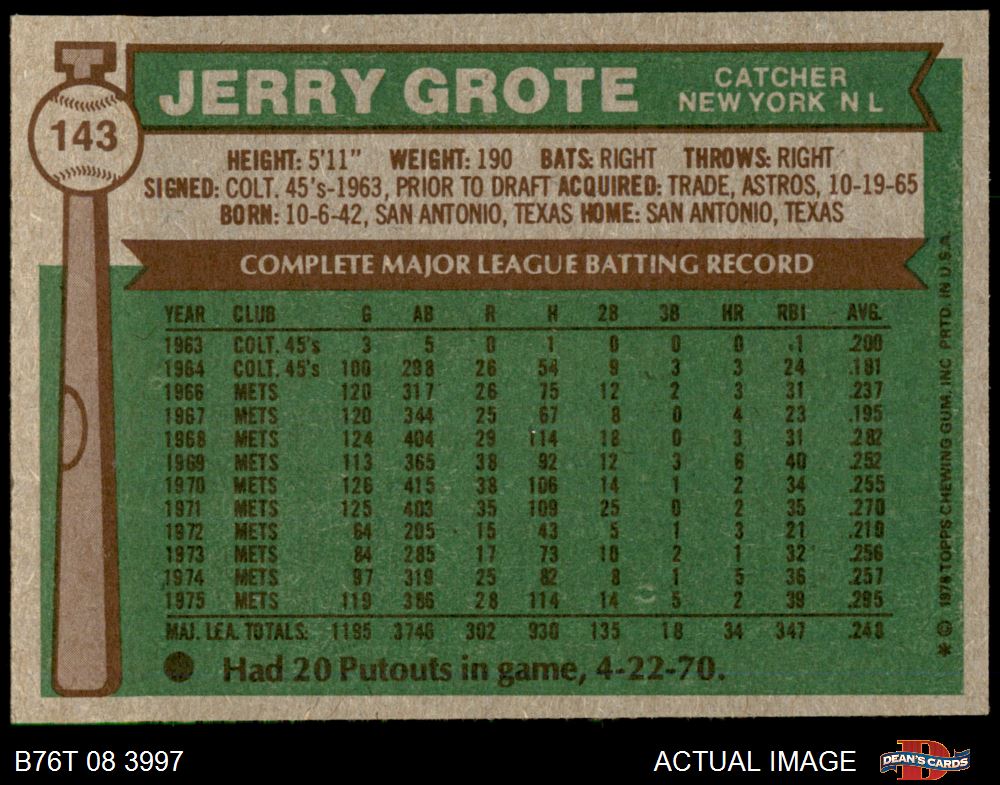 143
JERRY GROTE
CATCHER
NEW YORK N L
HEIGHT: 5'11" WEIGHT: 190 BATS: RIGHT THROWS: RIGHT
SIGNED: COLT. 45's-1963, PRIOR TO DRAFT ACQUIRED: TRADE, ASTROS, 10-19-65
BORN: 10-6-42, SAN ANTONIO, TEXAS HOME: SAN ANTONIO, TEXAS
COMPLETE MAJOR LEAGUE BATTING RECORD
YEAR CLUB G AB R H 2B 3B HR RBI AVG.
1963 COLT. 45's 3 5 0 1 0 0 0 1 .200
1964 COLT. 45's 100 298 26 54 9 3 3 24 .181
1966 METS 120 317 26 75 12 2 3 31 .237
1967 METS 120 344 25 67 8 0 4 23 .195
1968 METS 124 404 29 114 18 0 3 31 .282
1969 METS 113 365 38 92 12 3 6 40 .252
1970 METS 126 415 38 106 14 1 2 34 .255
1971 METS 125 403 35 109 25 0 2 35 .270
1972 METS 64 205 15 43 5 1 3 21 .210
1973 METS 84 285 17 73 10 2 1 32 .256
1974 METS 97 319 25 82 8 1 5 36 .257
1975 METS 119 386 28 114 14 5 2 39 .295
MAJ. LEA. TOTALS: 1195 3746 302 930 135 18 34 347 .248
Had 20 Putouts in game, 4-22-70.
* © 1976 TOPPS CHEWING GUM, INC PRTD. IN U.S.A.
B76T 08 3997
ACTUAL IMAGE
D
DEAN'S CARDS